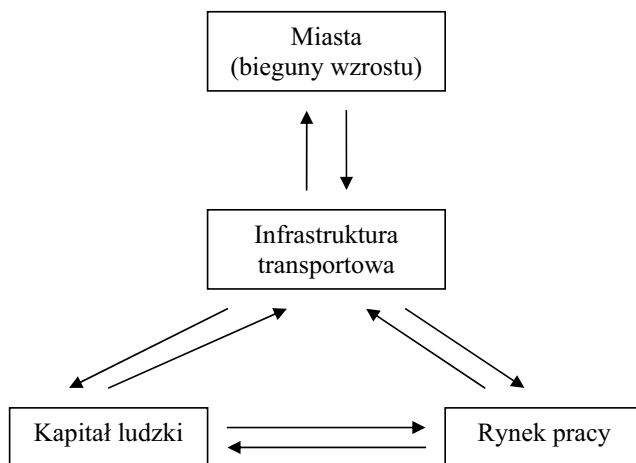 Miasta
(bieguny wzrostu)
Infrastruktura
transportowa
Kapitał ludzki
Rynek pracy